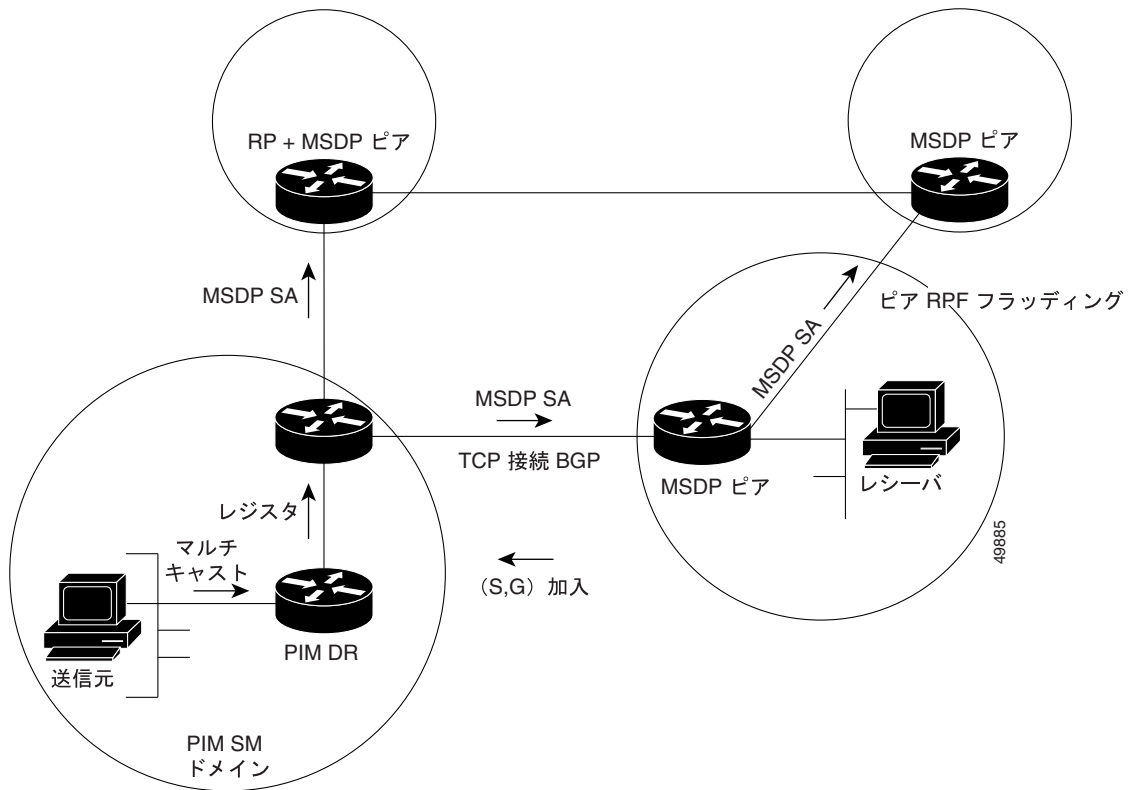 RP + MSDP ピア
MSDP ピア
MSDP SA
ピア RPF フラッディング
MSDP SA
MSDP SA
TCP 接続 BGP
MSDP ピア
レシーバ
レジスタ
マルチ
キャスト
（S,G）加入
49885
PIM DR
送信元
PIM SM
ドメイン